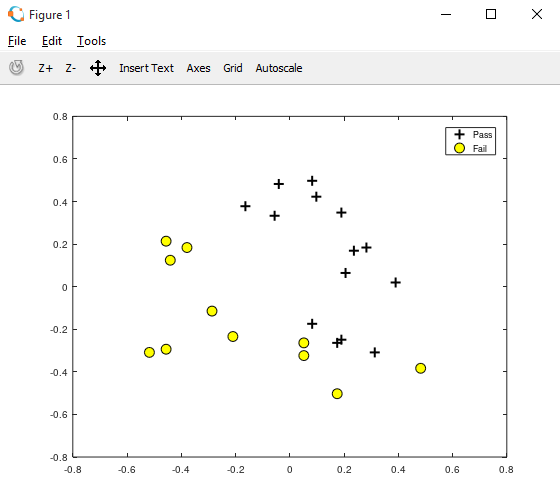 Figure 1
File Edit Tools
Z+ Z- Insert Text Axes Grid Autoscale
0.8
Pass
Fail
0.6
0.4
0.2
0
-0.2
-0.4
-0.6
-0.8
-0.8 -0.6 -0.4 -0.2 0 0.2 0.4 0.6 0.8